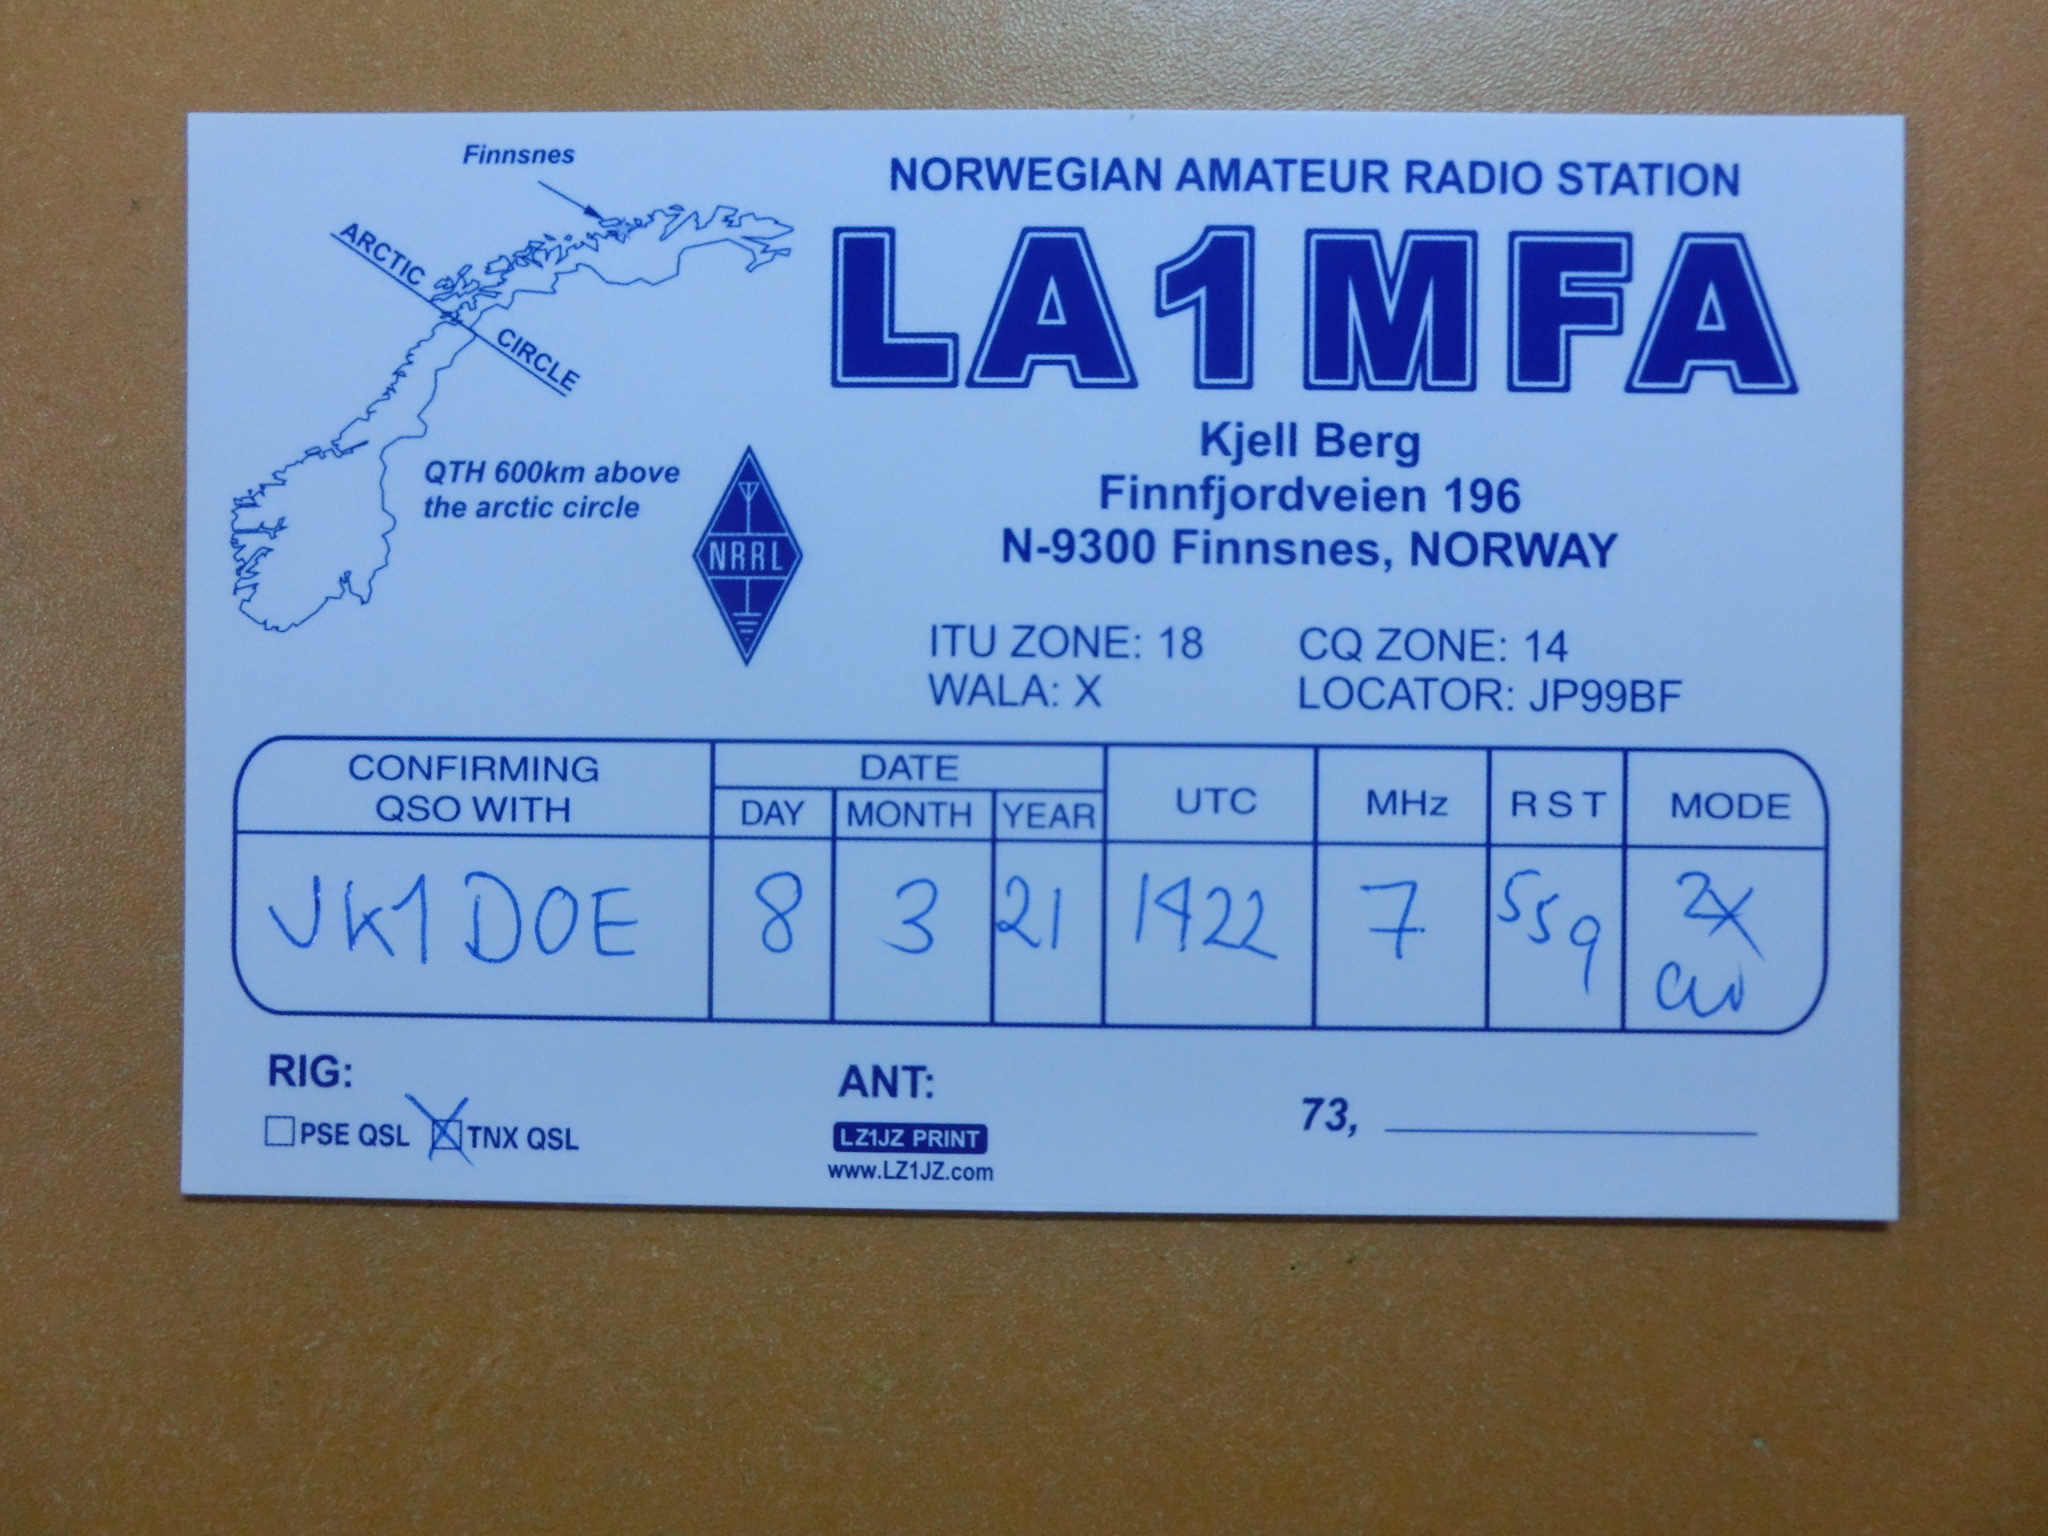 Finnsnes
ARCTIC CIRCLE
QTH 600km above
the arctic circle
NRRL
NORWEGIAN AMATEUR RADIO STATION
LA1MFA
Kjell Berg
Finnfjordveien 196
N-9300 Finnsnes, NORWAY
ITU ZONE: 18 CQ ZONE: 14
WALA: X LOCATOR: JP99BF
CONFIRMING QSO WITH
DATE
DAY MONTH YEAR UTC MHz RST MODE
JK1DOE 8 3 21 1422 7 559 2X
CW
RIG: ANT: 73,
PSE QSL TNX QSL
LZ1JZ PRINT
www.LZ1JZ.com